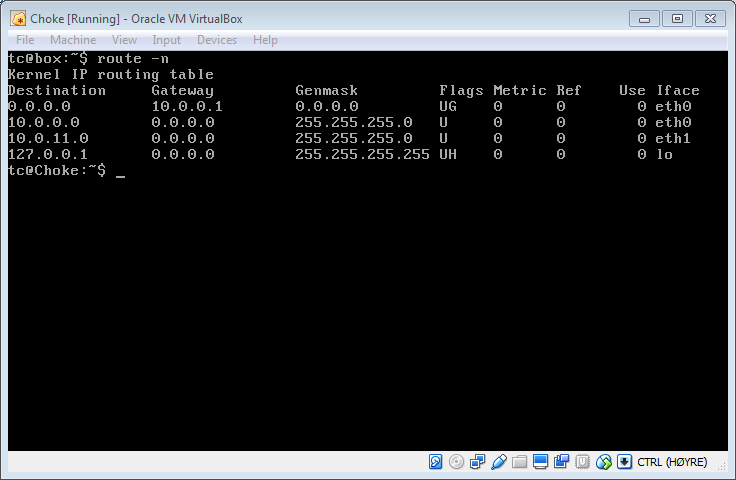 Choke [Running] - Oracle VM VirtualBox
File Machine View Input Devices Help
tc@box:~$ route -n
Kernel IP routing table
Destination     Gateway         Genmask         Flags Metric Ref    Use Iface
0.0.0.0         10.0.0.1        0.0.0.0         UG    0      0        0 eth0
10.0.0.0        0.0.0.0         255.255.255.0   U     0      0        0 eth0
10.0.11.0       0.0.0.0         255.255.255.0   U     0      0        0 eth1
127.0.0.1       0.0.0.0         255.255.255.255 UH    0      0        0 lo
tc@Choke:~$ _
CTRL (HØYRE)